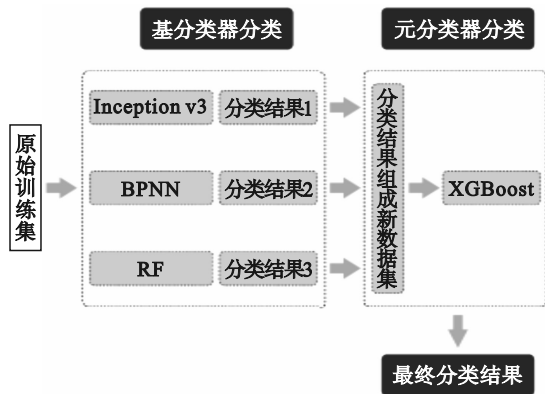 基分类器分类
元分类器分类
原始训练集
Inception v3
分类结果1
BPNN
分类结果2
RF
分类结果3
分类结果组成新数据集
XGBoost
最终分类结果